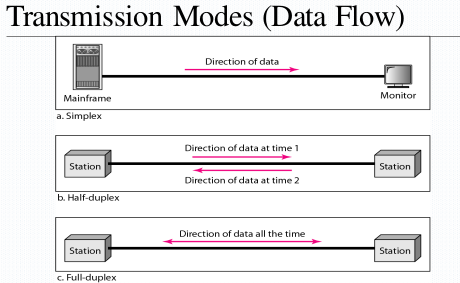 Transmission Modes (Data Flow)
Direction of data
Mainframe
Monitor
a. Simplex
Direction of data at time 1
Station
Station
Direction of data at time 2
b. Half-duplex
Direction of data all the time
Station
Station
c. Full-duplex